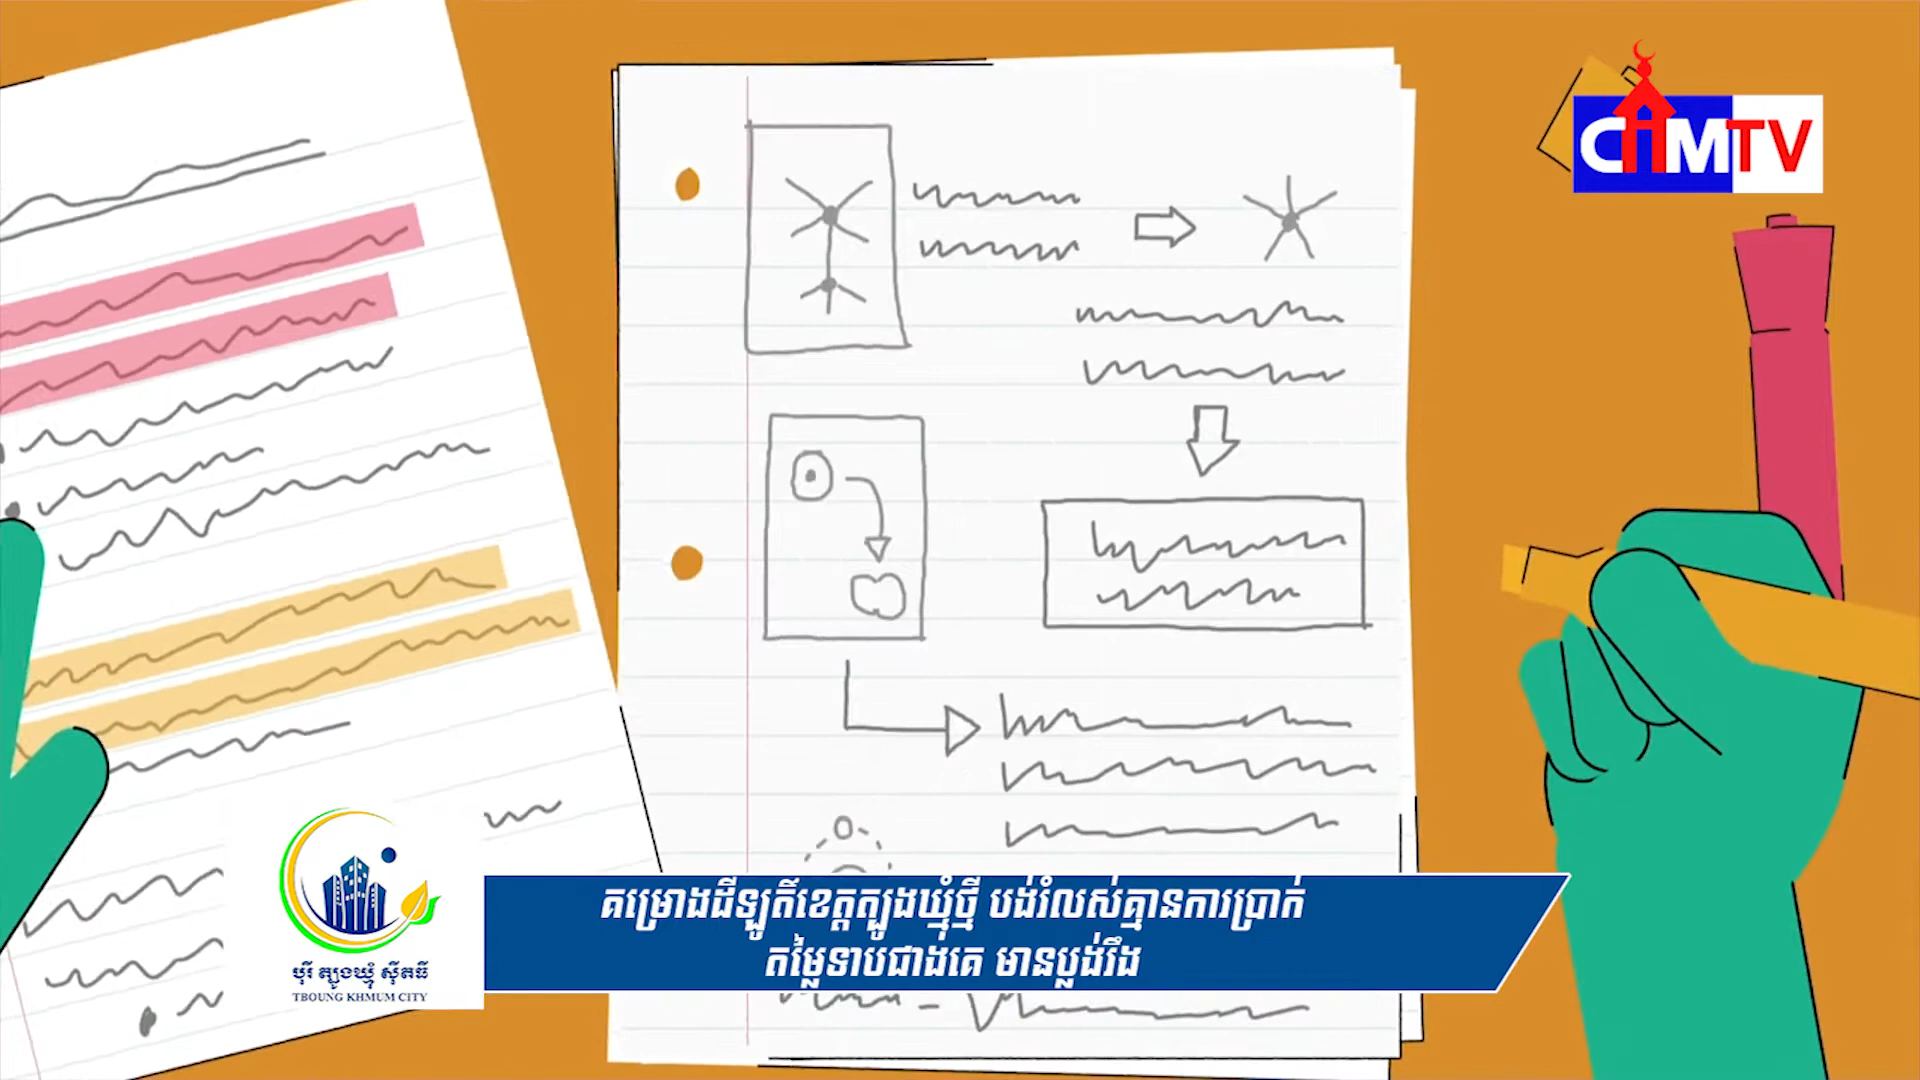 CAMTV
គម្រោងដីឡូតិ៍ខេត្តត្បូងឃ្មុំថ្មី បង់រំលស់គ្មានការប្រាក់
តម្លៃទាបជាងគេ មានប្លង់រឹង
បុរី ត្បូងឃ្មុំ ស៊ីតធី
TBOUNG KHMUM CITY